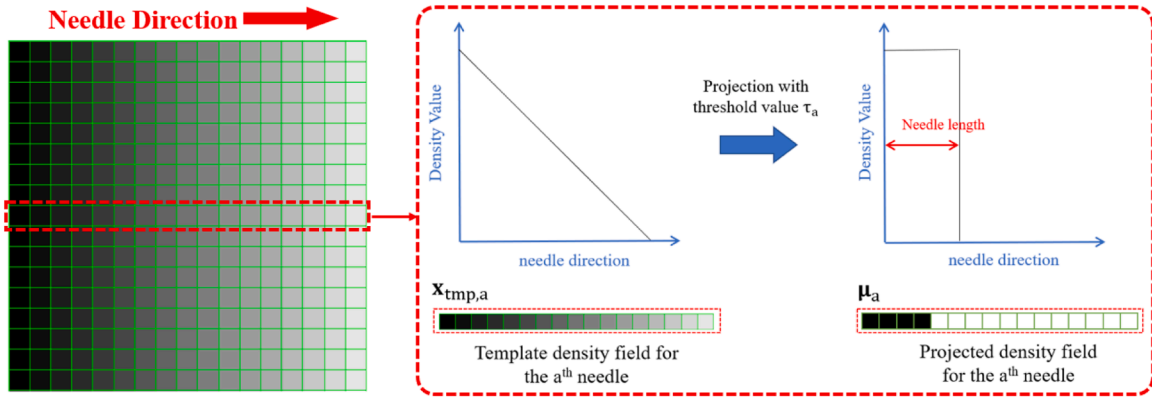 Needle Direction
Density Value
needle direction
Projection with
threshold value τa
Density Value
Needle length
needle direction
xtmp,a
Template density field for
the ath needle
μa
Projected density field
for the ath needle